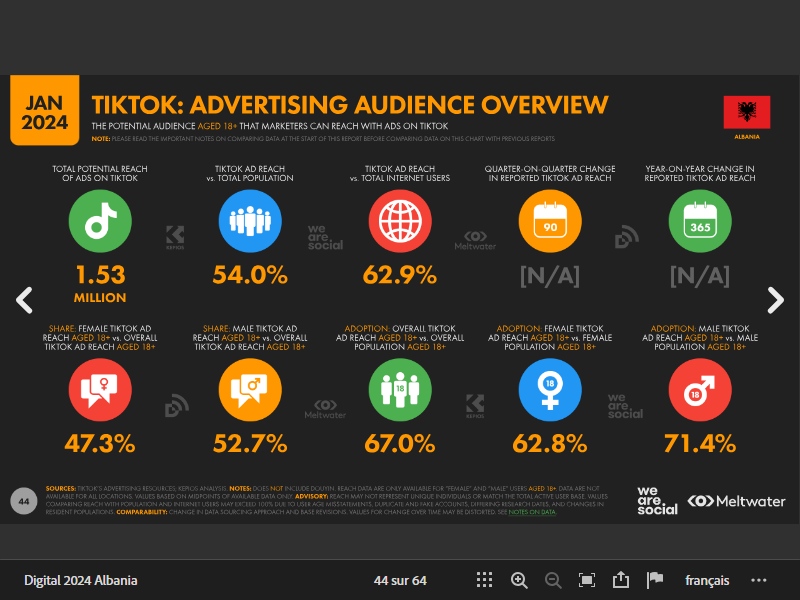 JAN
2024
TIKTOK: ADVERTISING AUDIENCE OVERVIEW
THE POTENTIAL AUDIENCE AGED 18+ THAT MARKETERS CAN REACH WITH ADS ON TIKTOK
NOTE: PLEASE READ THE IMPORTANT NOTES ON COMPARING DATA AT THE START OF THIS REPORT BEFORE COMPARING DATA ON THIS CHART WITH PREVIOUS REPORTS
ALBANIA
TOTAL POTENTIAL REACH
OF ADS ON TIKTOK
1.53
MILLION
TIKTOK AD REACH
vs. TOTAL POPULATION
54.0%
TIKTOK AD REACH
vs. TOTAL INTERNET USERS
62.9%
QUARTER-ON-QUARTER CHANGE
IN REPORTED TIKTOK AD REACH
90
[N/A]
YEAR-ON-YEAR CHANGE IN
REPORTED TIKTOK AD REACH
365
[N/A]
KEPIOS
we
are.
social
Meltwater
SHARE: FEMALE TIKTOK AD
REACH AGED 18+ vs. OVERALL
TIKTOK AD REACH AGED 18+
47.3%
SHARE: MALE TIKTOK AD
REACH AGED 18+ vs. OVERALL
TIKTOK AD REACH AGED 18+
52.7%
ADOPTION: OVERALL TIKTOK
AD REACH AGED 18+ vs. OVERALL
POPULATION AGED 18+
18
67.0%
ADOPTION: FEMALE TIKTOK
AD REACH AGED 18+ vs. FEMALE
POPULATION AGED 18+
18
62.8%
ADOPTION: MALE TIKTOK
AD REACH AGED 18+ vs. MALE
POPULATION AGED 18+
18
71.4%
Meltwater
KEPIOS
we
are.
social
44
SOURCES: TIKTOK'S ADVERTISING RESOURCES; KEPIOS ANALYSIS. NOTES: DOES NOT INCLUDE DOUYIN. REACH DATA ARE ONLY AVAILABLE FOR "FEMALE" AND "MALE" USERS AGED 18+. DATA ARE NOT
AVAILABLE FOR ALL LOCATIONS. VALUES BASED ON MIDPOINTS OF AVAILABLE DATA ONLY. ADVISORY: REACH MAY NOT REPRESENT UNIQUE INDIVIDUALS OR MATCH THE TOTAL ACTIVE USER BASE. VALUES
COMPARING REACH WITH POPULATION AND INTERNET USERS MAY EXCEED 100% DUE TO USER AGE MISSTATEMENTS, DUPLICATE AND FAKE ACCOUNTS, DIFFERING RESEARCH DATES, AND CHANGES IN
RESIDENT POPULATIONS. COMPARABILITY: CHANGE IN DATA SOURCING APPROACH AND BASE REVISIONS. VALUES FOR CHANGE OVER TIME MAY BE DISTORTED. SEE NOTES ON DATA.
we
are.
social
Meltwater
Digital 2024 Albania
44 sur 64
français